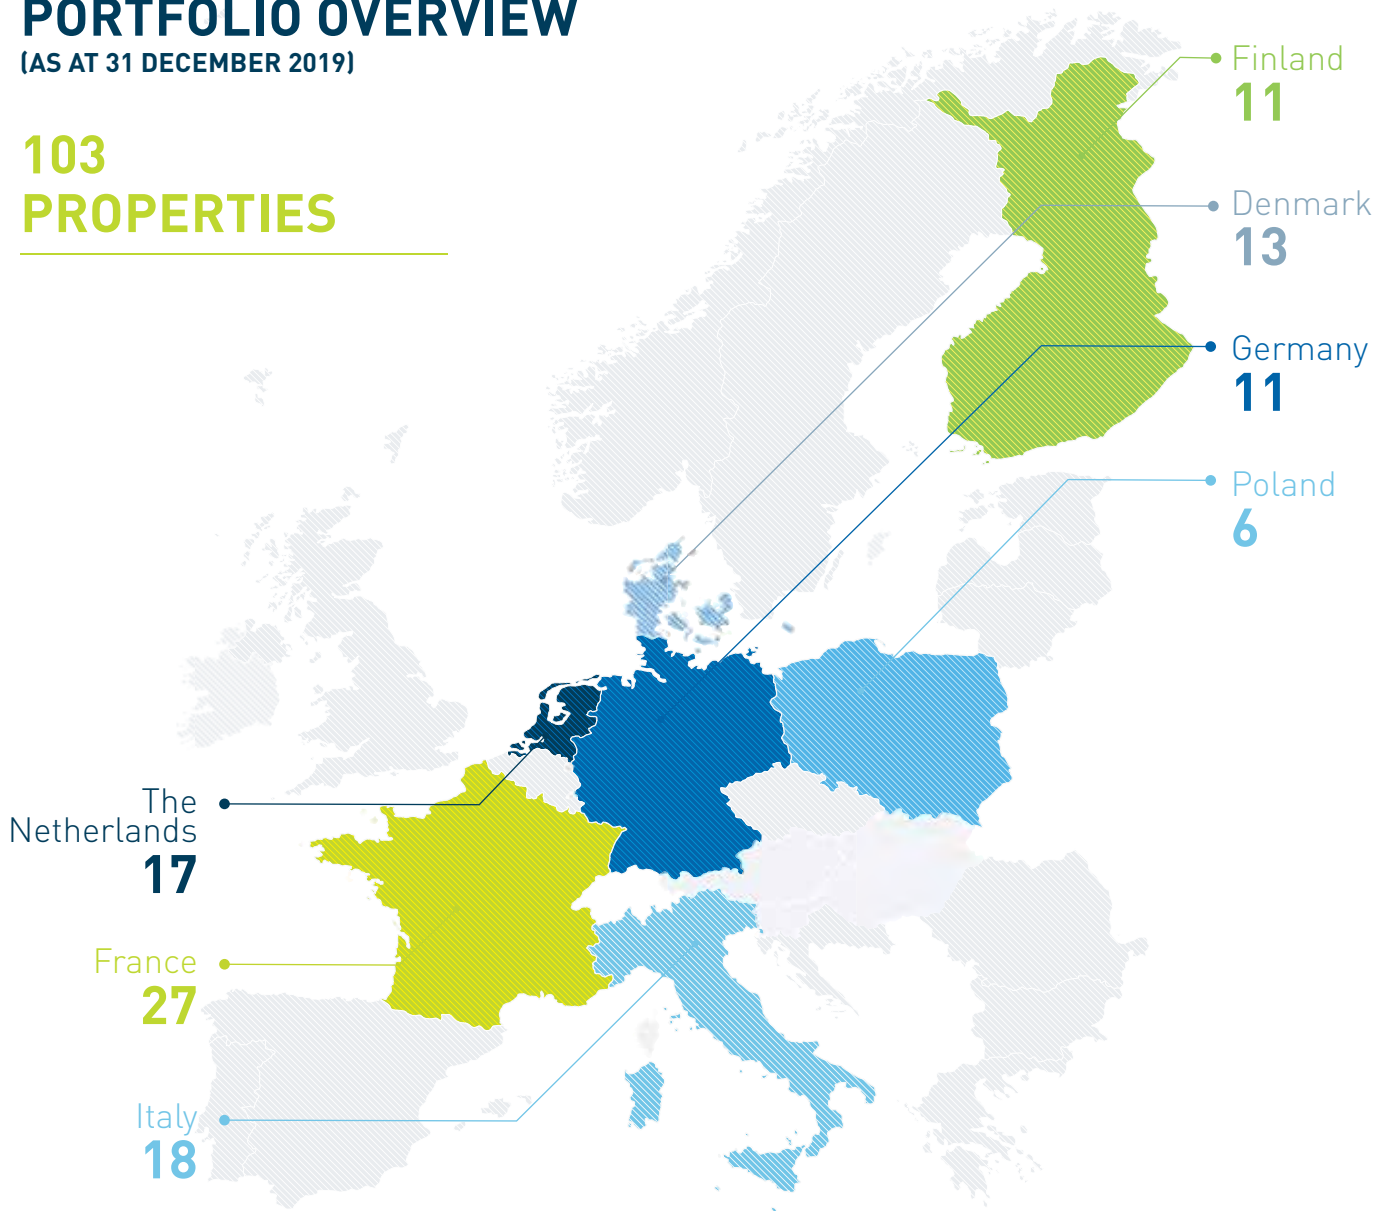 PORTFOLIO OVERVIEW
(AS AT 31 DECEMBER 2019)
103
PROPERTIES
Finland
11
Denmark
13
Germany
11
Poland
6
The
Netherlands
17
France
27
Italy
18